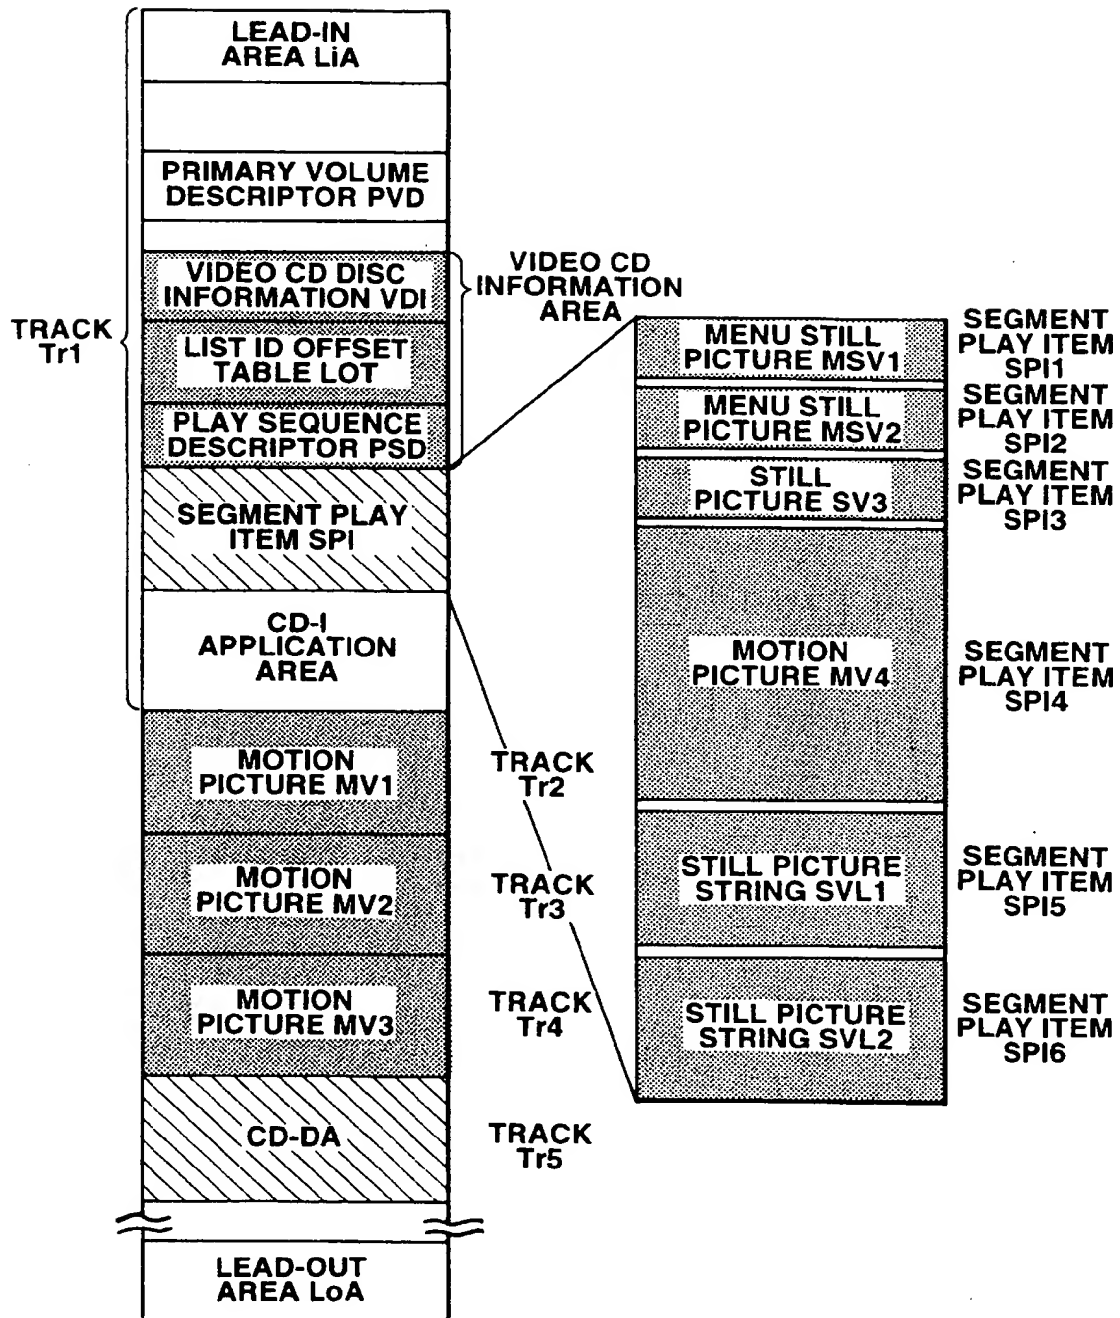 LEAD-IN
AREA LiA
PRIMARY VOLUME
DESCRIPTOR PVD
VIDEO CD DISC
INFORMATION VDI
LIST ID OFFSET
TABLE LOT
PLAY SEQUENCE
DESCRIPTOR PSD
SEGMENT PLAY
ITEM SPI
CD-I
APPLICATION
AREA
MOTION
PICTURE MV1
MOTION
PICTURE MV2
MOTION
PICTURE MV3
CD-DA
LEAD-OUT
AREA LoA
TRACK
Tr1
VIDEO CD
INFORMATION
AREA
TRACK
Tr2
TRACK
Tr3
TRACK
Tr4
TRACK
Tr5
MENU STILL
PICTURE MSV1
MENU STILL
PICTURE MSV2
STILL
PICTURE SV3
MOTION
PICTURE MV4
STILL PICTURE
STRING SVL1
STILL PICTURE
STRING SVL2
SEGMENT
PLAY ITEM
SPI1
SEGMENT
PLAY ITEM
SPI2
SEGMENT
PLAY ITEM
SPI3
SEGMENT
PLAY ITEM
SPI4
SEGMENT
PLAY ITEM
SPI5
SEGMENT
PLAY ITEM
SPI6